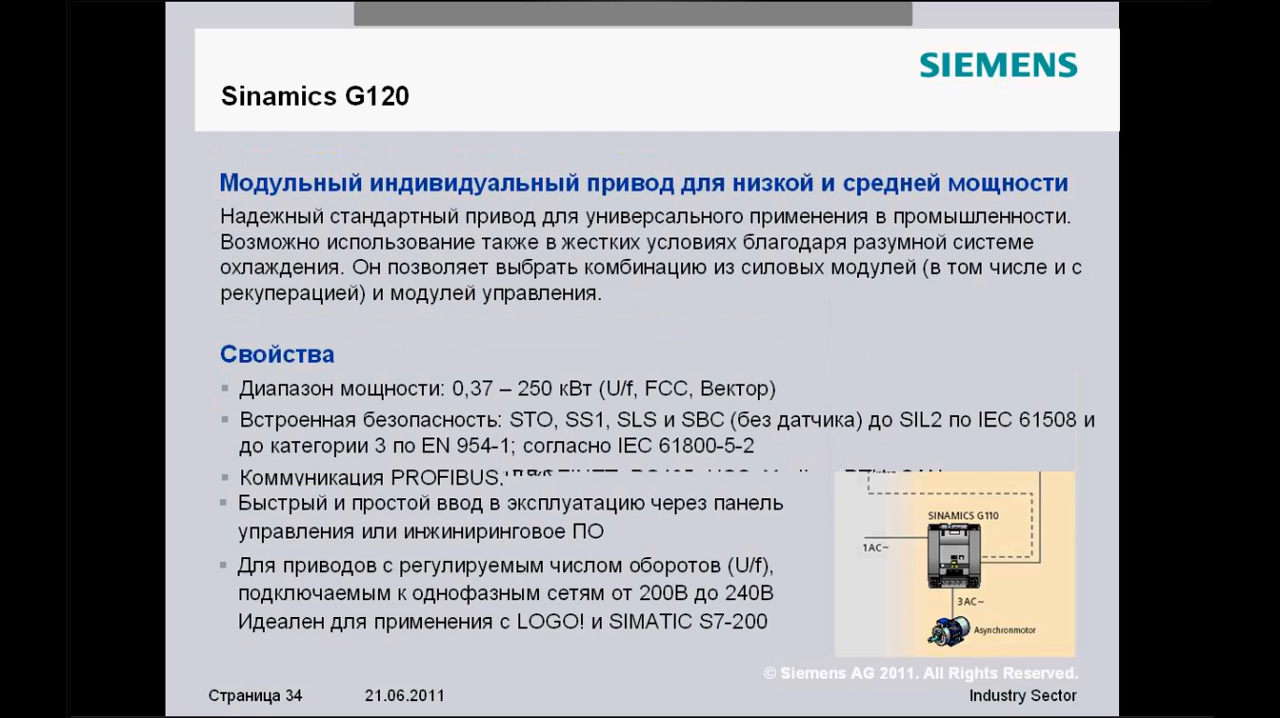 SIEMENS
Sinamics G120
Модульный индивидуальный привод для низкой и средней мощности
Надежный стандартный привод для универсального применения в промышленности.
Возможно использование также в жестких условиях благодаря разумной системе
охлаждения. Он позволяет выбрать комбинацию из силовых модулей (в том числе и с
рекуперацией) и модулей управления.
Свойства
Диапазон мощности: 0,37 – 250 кВт (U/f, FCC, Вектор)
Встроенная безопасность: STO, SS1, SLS и SBC (без датчика) до SIL2 по IEC 61508 и
до категории 3 по EN 954-1; согласно IEC 61800-5-2
Коммуникация PROFIBUS,
Быстрый и простой ввод в эксплуатацию через панель
управления или инжиниринговое ПО
Для приводов с регулируемым числом оборотов (U/f),
подключаемым к однофазным сетям от 200В до 240В
Идеален для применения с LOGO! и SIMATIC S7-200
SINAMICS G110
1AC~
3AC~
Asynchronmotor
© Siemens AG 2011. All Rights Reserved.
Страница 34
21.06.2011
Industry Sector